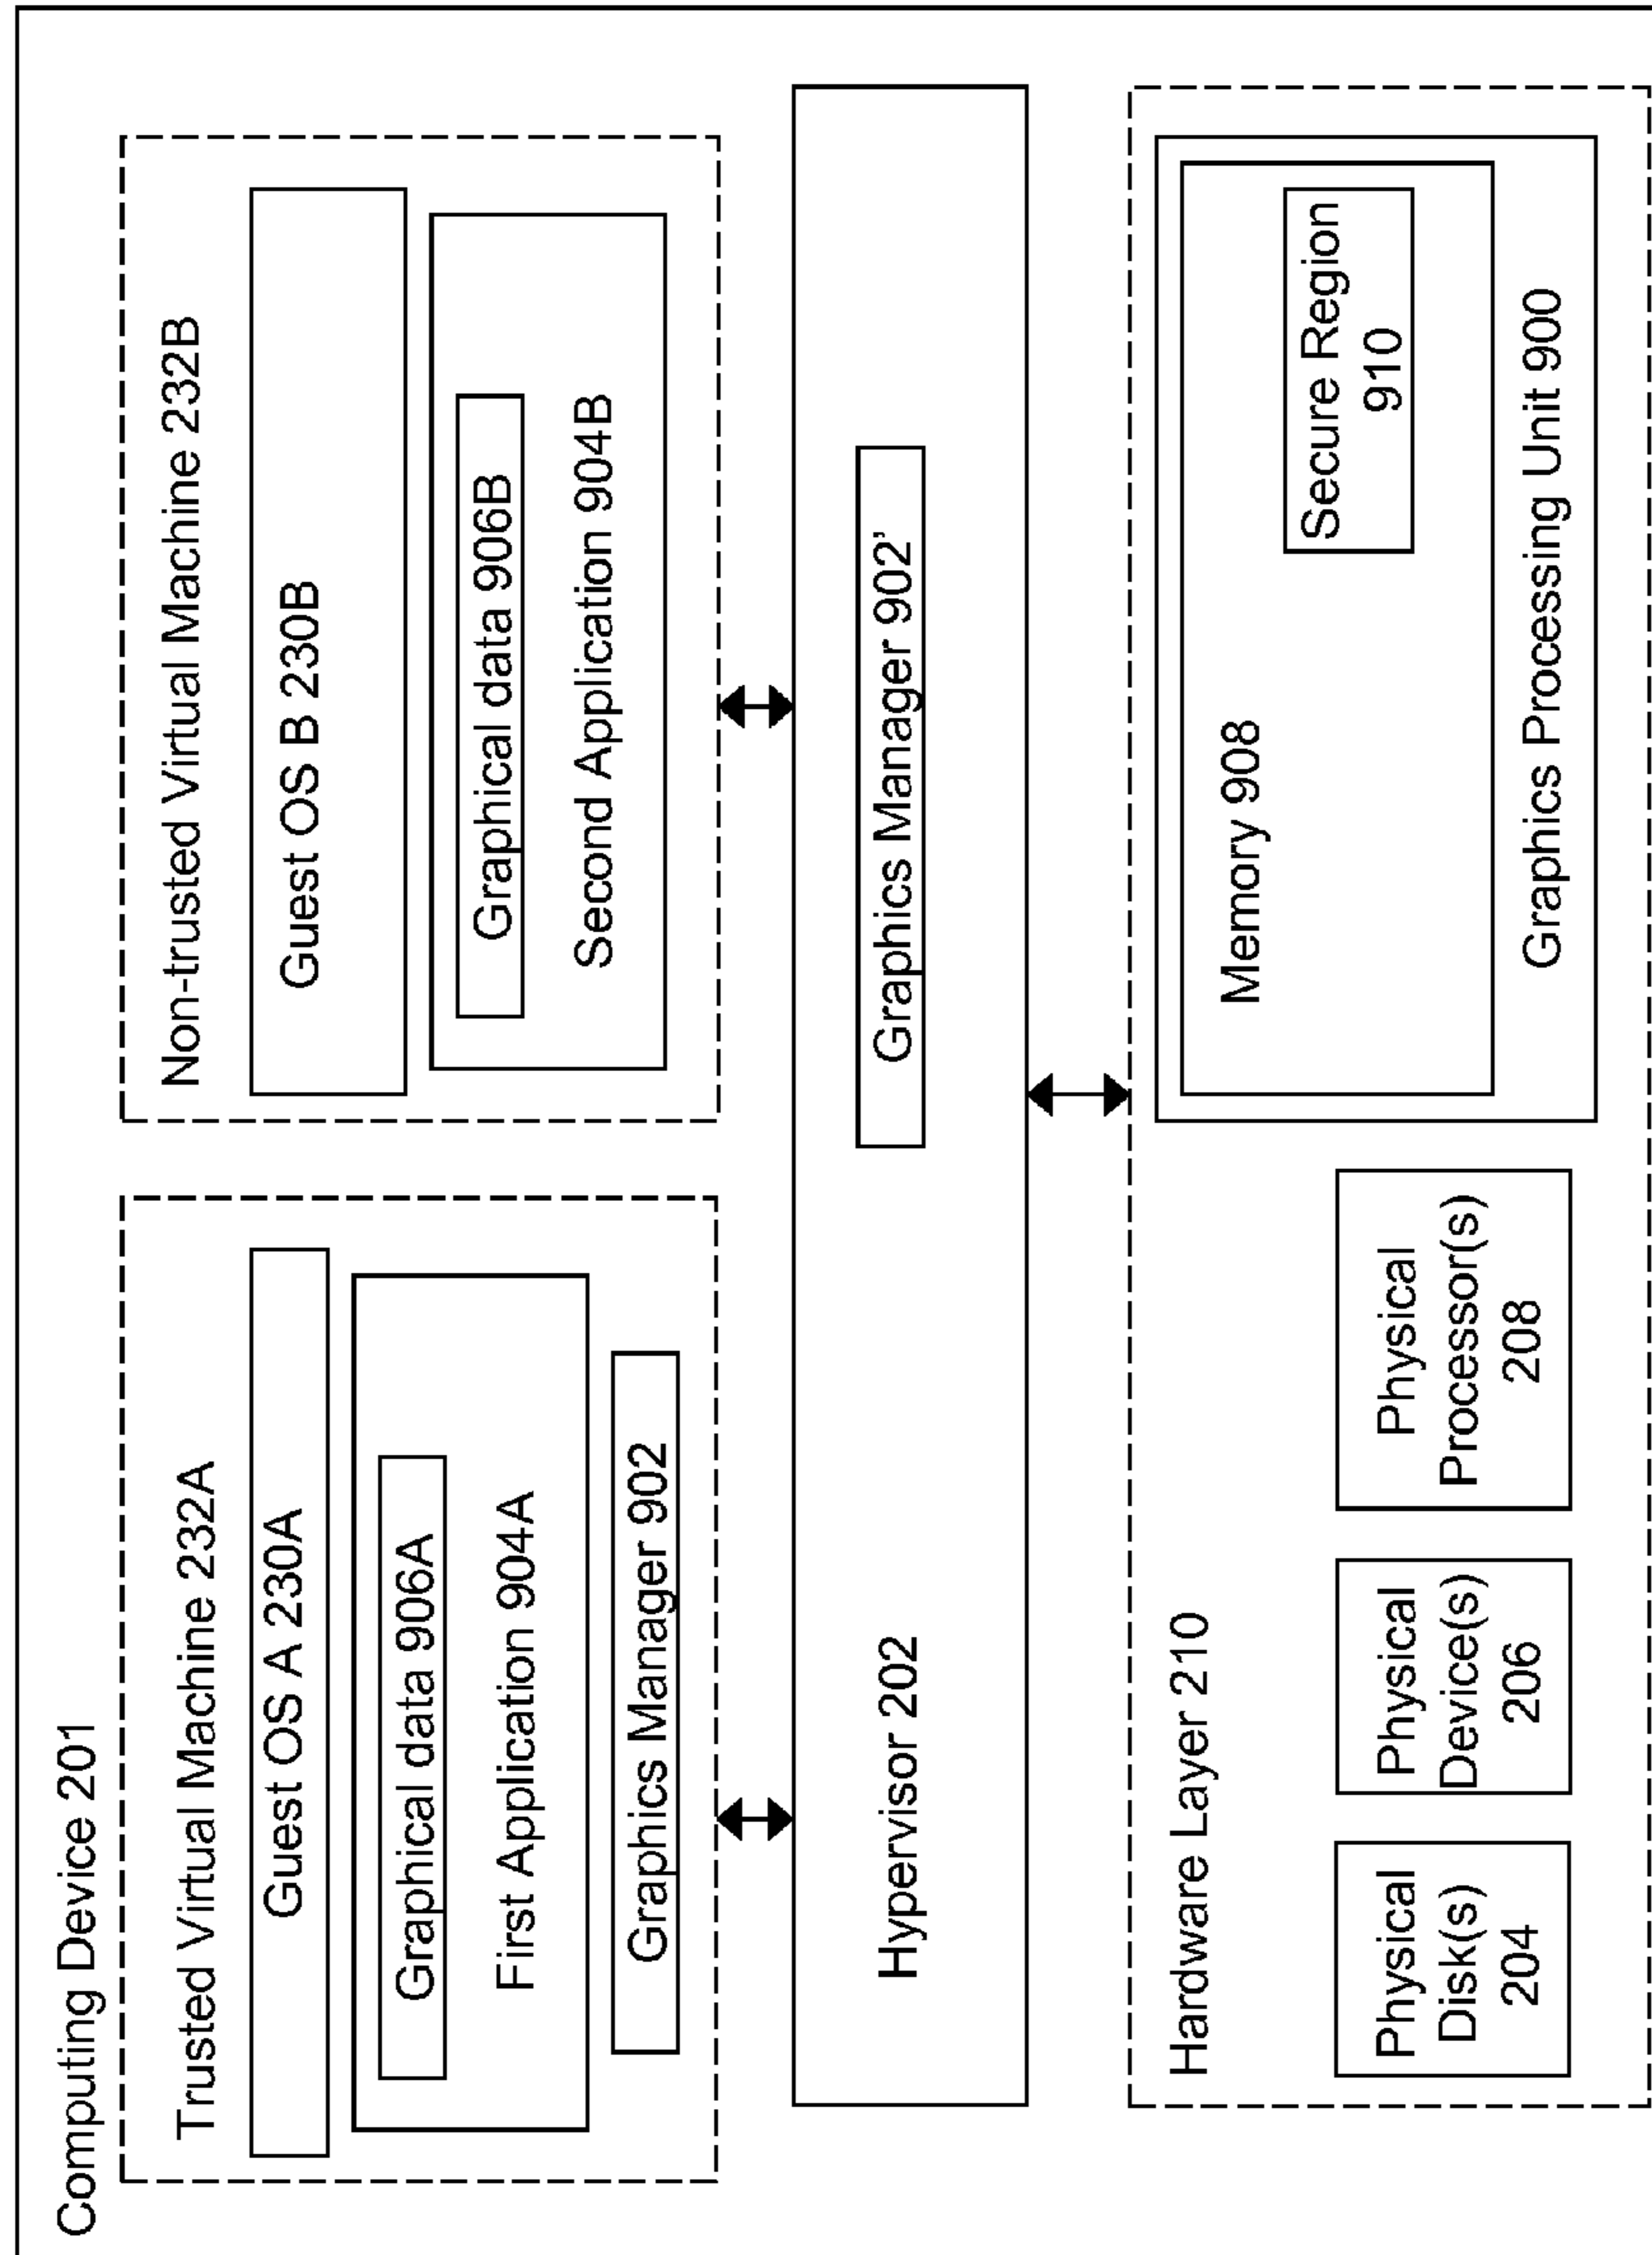 Computing Device 201
Trusted Virtual Machine 232A
Guest OS A 230A
Graphical data 906A
First Application 904A
Graphics Manager 902
Non-trusted Virtual Machine 232B
Guest OS B 230B
Graphical data 906B
Second Application 904B
Hypervisor 202
Graphics Manager 902'
Hardware Layer 210
Physical
Disk(s)
204
Physical
Device(s)
206
Physical
Processor(s)
208
Memory 908
Secure Region
910
Graphics Processing Unit 900